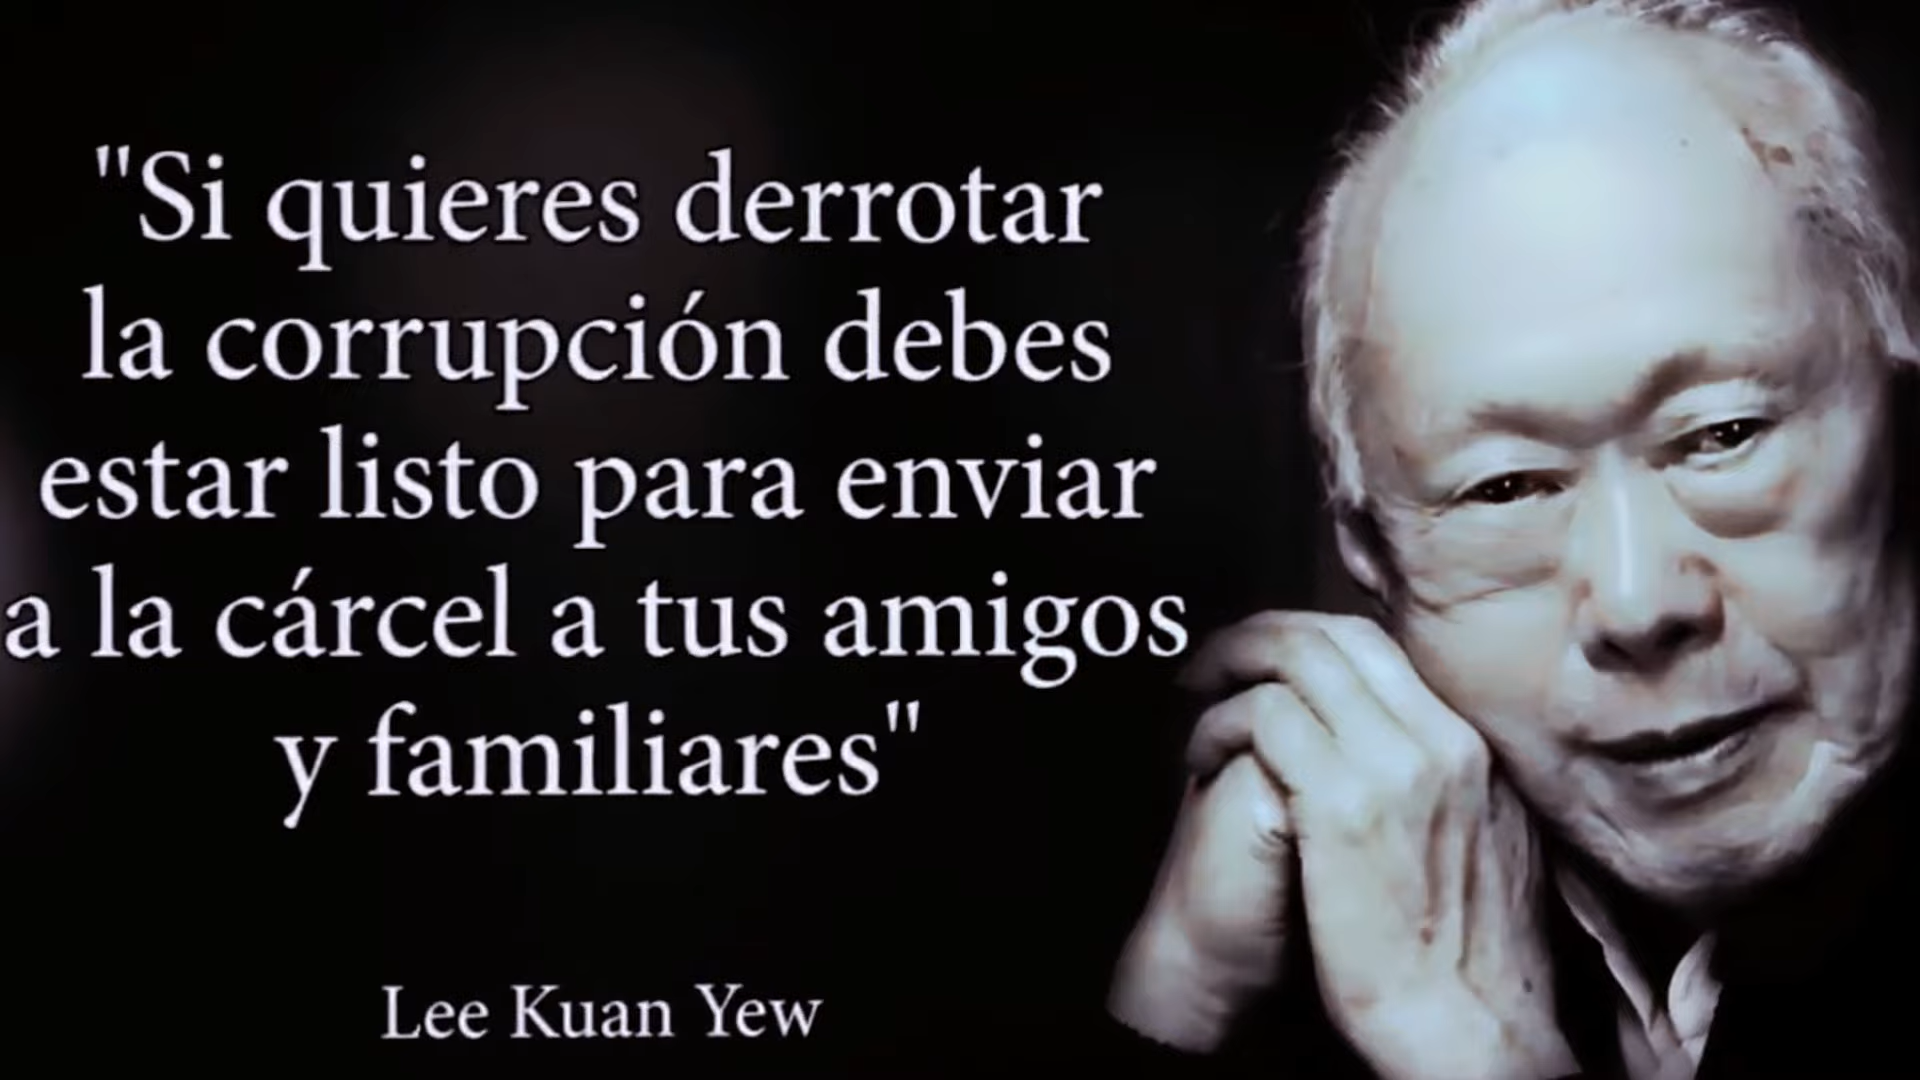 "Si quieres derrotar
la corrupción debes
estar listo para enviar
a la cárcel a tus amigos
y familiares"
Lee Kuan Yew